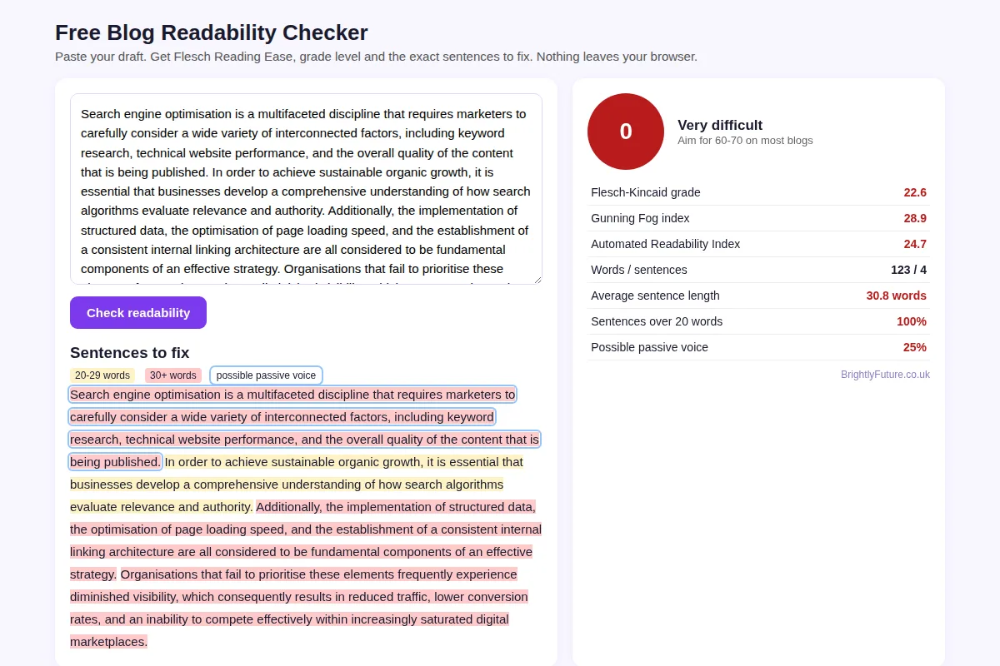 Free Blog Readability Checker
Paste your draft. Get Flesch Reading Ease, grade level and the exact sentences to fix. Nothing leaves your browser.
Search engine optimisation is a multifaceted discipline that requires marketers to
carefully consider a wide variety of interconnected factors, including keyword
research, technical website performance, and the overall quality of the content
that is being published. In order to achieve sustainable organic growth, it is
essential that businesses develop a comprehensive understanding of how search
algorithms evaluate relevance and authority. Additionally, the implementation of
structured data, the optimisation of page loading speed, and the establishment of
a consistent internal linking architecture are all considered to be fundamental
components of an effective strategy. Organisations that fail to prioritise these
Check readability
Sentences to fix
20-29 words
30+ words
possible passive voice
Search engine optimisation is a multifaceted discipline that requires marketers to
carefully consider a wide variety of interconnected factors, including keyword
research, technical website performance, and the overall quality of the content that is
being published. In order to achieve sustainable organic growth, it is essential that
businesses develop a comprehensive understanding of how search algorithms
evaluate relevance and authority. Additionally, the implementation of structured data,
the optimisation of page loading speed, and the establishment of a consistent internal
linking architecture are all considered to be fundamental components of an effective
strategy. Organisations that fail to prioritise these elements frequently experience
diminished visibility, which consequently results in reduced traffic, lower conversion
rates, and an inability to compete effectively within increasingly saturated digital
marketplaces.
0
Very difficult
Aim for 60-70 on most blogs
Flesch-Kincaid grade 22.6
Gunning Fog index 28.9
Automated Readability Index 24.7
Words / sentences 123 / 4
Average sentence length 30.8 words
Sentences over 20 words 100%
Possible passive voice 25%
BrightlyFuture.co.uk